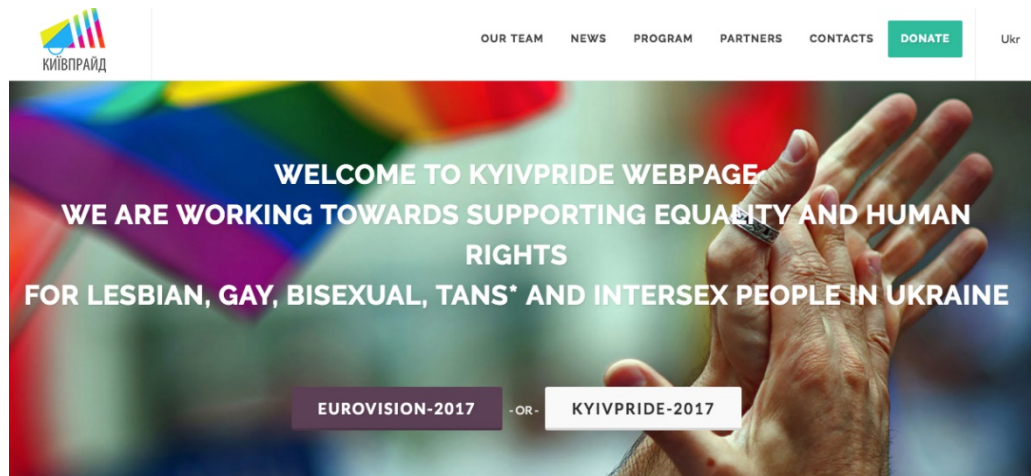 КИЇВПРАЙД
OUR TEAM NEWS PROGRAM PARTNERS CONTACTS DONATE Ukr
WELCOME TO KYIVPRIDE WEBPAGE
WE ARE WORKING TOWARDS SUPPORTING EQUALITY AND HUMAN
RIGHTS
FOR LESBIAN, GAY, BISEXUAL, TANS* AND INTERSEX PEOPLE IN UKRAINE
EUROVISION-2017 -OR- KYIVPRIDE-2017